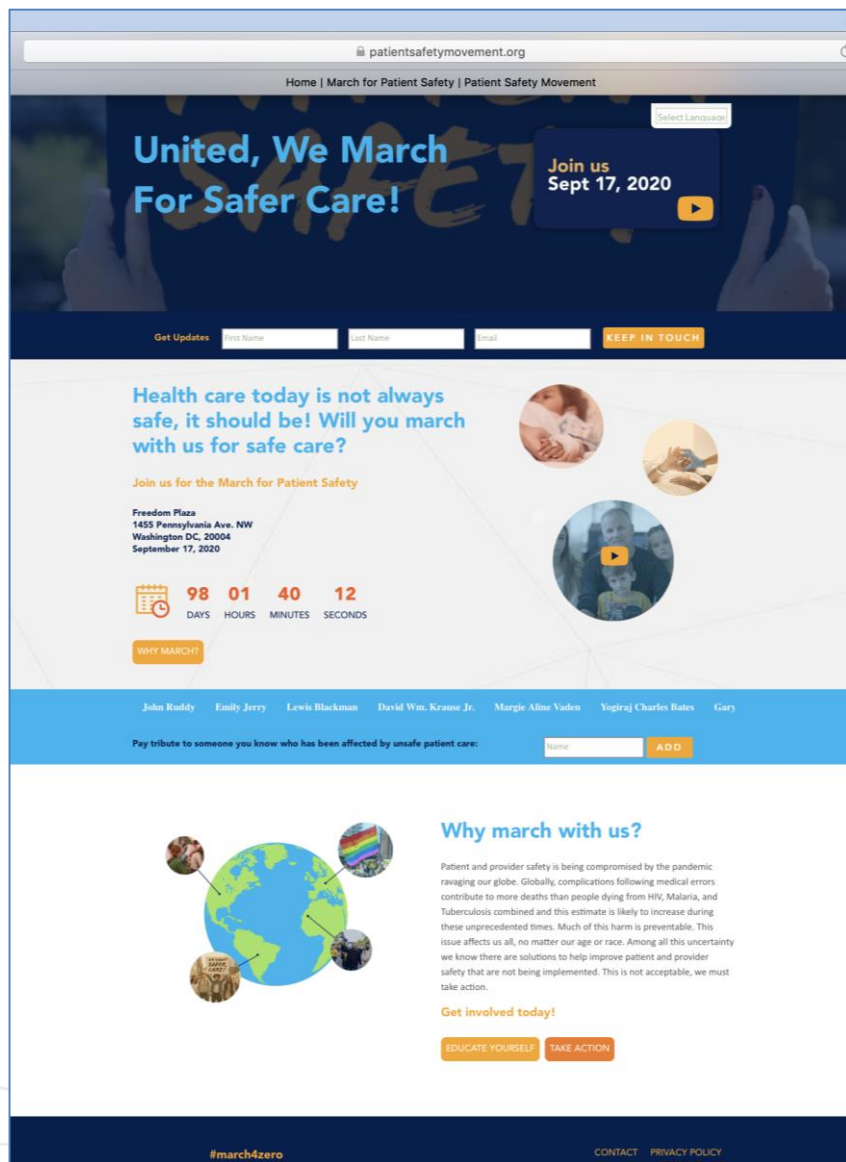 patientsafetymovement.org
Home | March for Patient Safety | Patient Safety Movement
Select Language
SAFETY
United, We March
For Safer Care!
Join us
Sept 17, 2020
Get Updates First Name Last Name Email KEEP IN TOUCH
Health care today is not always
safe, it should be! Will you march
with us for safe care?
Join us for the March for Patient Safety
Freedom Plaza
1455 Pennsylvania Ave. NW
Washington DC, 20004
September 17, 2020
98 01 40 12
DAYS HOURS MINUTES SECONDS
WHY MARCH?
John Ruddy Emily Jerry Lewis Blackman David Wm. Krause Jr. Margie Aline Vaden Yogiraj Charles Bates Gary
Pay tribute to someone you know who has been affected by unsafe patient care: Name ADD
Why march with us?
Patient and provider safety is being compromised by the pandemic
ravaging our globe. Globally, complications following medical errors
contribute to more deaths than people dying from HIV, Malaria, and
Tuberculosis combined and this estimate is likely to increase during
these unprecedented times. Much of this harm is preventable. This
issue affects us all, no matter our age or race. Among all this uncertainty
we know there are solutions to help improve patient and provider
safety that are not being implemented. This is not acceptable, we must
take action.
SAFER
CARE!
Get involved today!
EDUCATE YOURSELF TAKE ACTION
#march4zero CONTACT PRIVACY POLICY